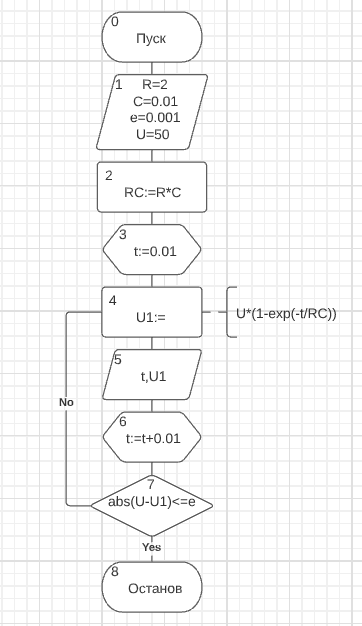 0
Пуск
1
R=2
C=0.01
e=0.001
U=50
2
RC:=R*C
3
t:=0.01
4
U1:=
U*(1-exp(-t/RC))
5
t,U1
No
6
t:=t+0.01
7
abs(U-U1)<=e
Yes
8
Останов